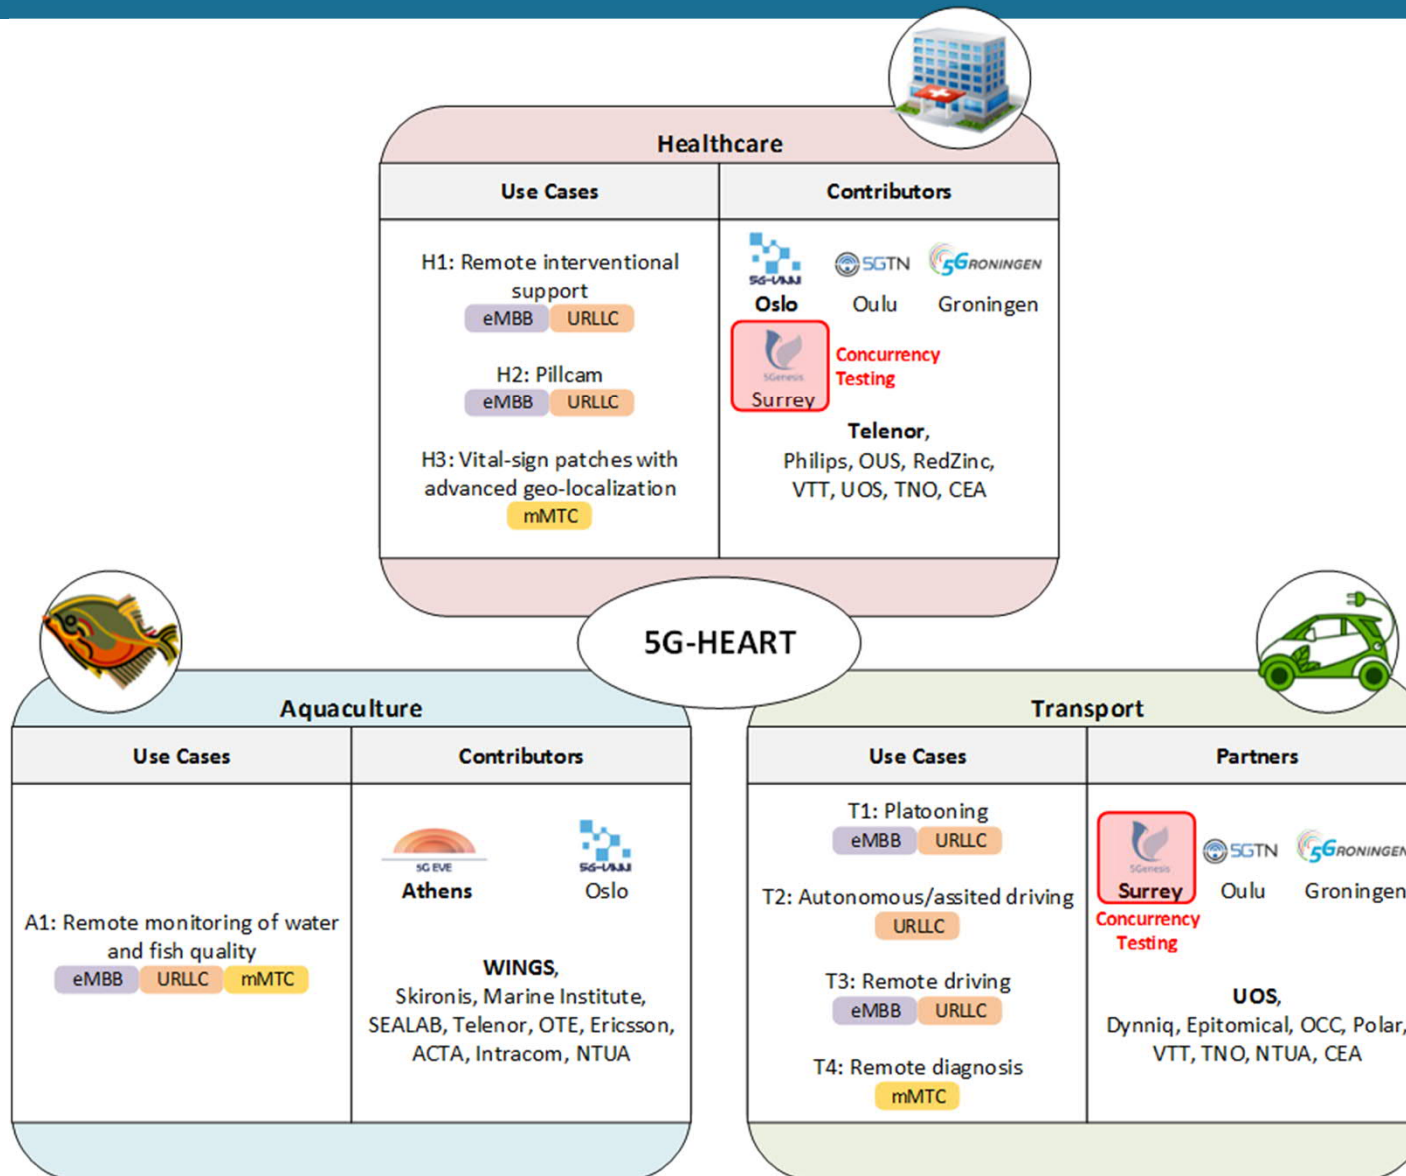 Healthcare
Use Cases
Contributors
H1: Remote interventional
support
eMBB URLLC
H2: Pillcam
eMBB URLLC
H3: Vital-sign patches with
advanced geo-localization
mMTC
5G-VINNI
5GTN
5GRONINGEN
Oslo
Oulu
Groningen
5Genesis
Surrey
Concurrency
Testing
Telenor,
Philips, OUS, RedZinc,
VTT, UOS, TNO, CEA
5G-HEART
Aquaculture
Use Cases
Contributors
A1: Remote monitoring of water
and fish quality
eMBB URLLC mMTC
5G EVE
5G-VINNI
Athens
Oslo
WINGS,
Skironis, Marine Institute,
SEALAB, Telenor, OTE, Ericsson,
ACTA, Intracom, NTUA
Transport
Use Cases
Partners
T1: Platooning
eMBB URLLC
T2: Autonomous/assited driving
URLLC
T3: Remote driving
eMBB URLLC
T4: Remote diagnosis
mMTC
5Genesis
5GTN
5GRONINGEN
Surrey
Oulu
Groningen
Concurrency
Testing
UOS,
Dynniq, Epitomical, OCC, Polar,
VTT, TNO, NTUA, CEA